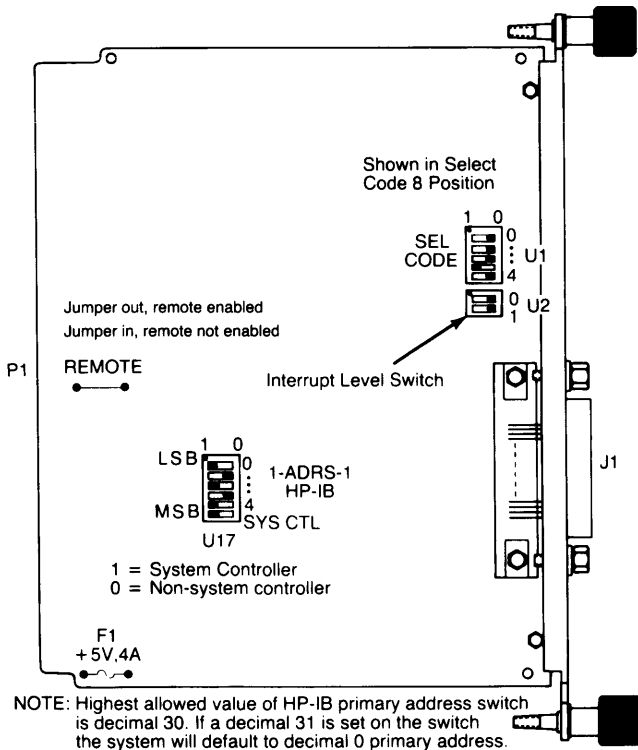 Shown in Select
Code 8 Position
1 0
SEL
CODE
0
4
U1
0
1
U2
Interrupt Level Switch
Jumper out, remote enabled
Jumper in, remote not enabled
P1
REMOTE
J1
1 0
LSB
0
1-ADRS-1
HP-IB
MSB
4
SYS CTL
U17
1 = System Controller
0 = Non-system controller
F1
+5V,4A
NOTE: Highest allowed value of HP-IB primary address switch
is decimal 30. If a decimal 31 is set on the switch
the system will default to decimal 0 primary address.